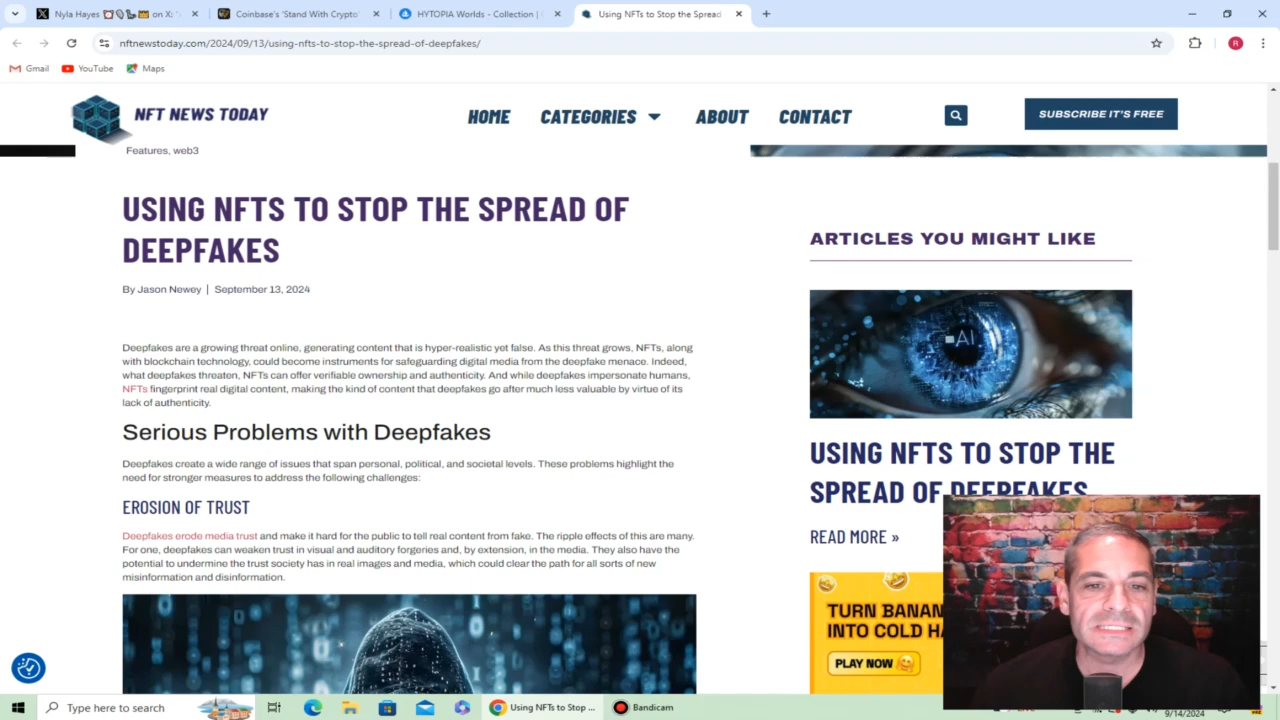 Nyla Hayes
on X: "
Coinbase's 'Stand With Crypto'
HYTOPIA Worlds - Collection |
Using NFTs to Stop the Spread
nftnewstoday.com/2024/09/13/using-nfts-to-stop-the-spread-of-deepfakes/
R
Gmail
YouTube
Maps
NFT NEWS TODAY
HOME
CATEGORIES
ABOUT
CONTACT
SUBSCRIBE IT'S FREE
Features, web3
USING NFTS TO STOP THE SPREAD OF
DEEPFAKES
By Jason Newey | September 13, 2024
Deepfakes are a growing threat online, generating content that is hyper-realistic yet false. As this threat grows, NFTs, along
with blockchain technology, could become instruments for safeguarding digital media from the deepfake menace. Indeed,
what deepfakes threaten, NFTs can offer verifiable ownership and authenticity. And while deepfakes impersonate humans,
NFTs fingerprint real digital content, making the kind of content that deepfakes go after much less valuable by virtue of its
lack of authenticity.
Serious Problems with Deepfakes
Deepfakes create a wide range of issues that span personal, political, and societal levels. These problems highlight the
need for stronger measures to address the following challenges:
EROSION OF TRUST
Deepfakes erode media trust and make it hard for the public to tell real content from fake. The ripple effects of this are many.
For one, deepfakes can weaken trust in visual and auditory forgeries and, by extension, in the media. They also have the
potential to undermine the trust society has in real images and media, which could clear the path for all sorts of new
misinformation and disinformation.
ARTICLES YOU MIGHT LIKE
AI
USING NFTS TO STOP THE
SPREAD OF DEEPFAKES
READ MORE »
TURN BANAN
INTO COLD HA
PLAY NOW
Type here to search
Using NFTs to Stop ...
Bandicam
9/14/2024